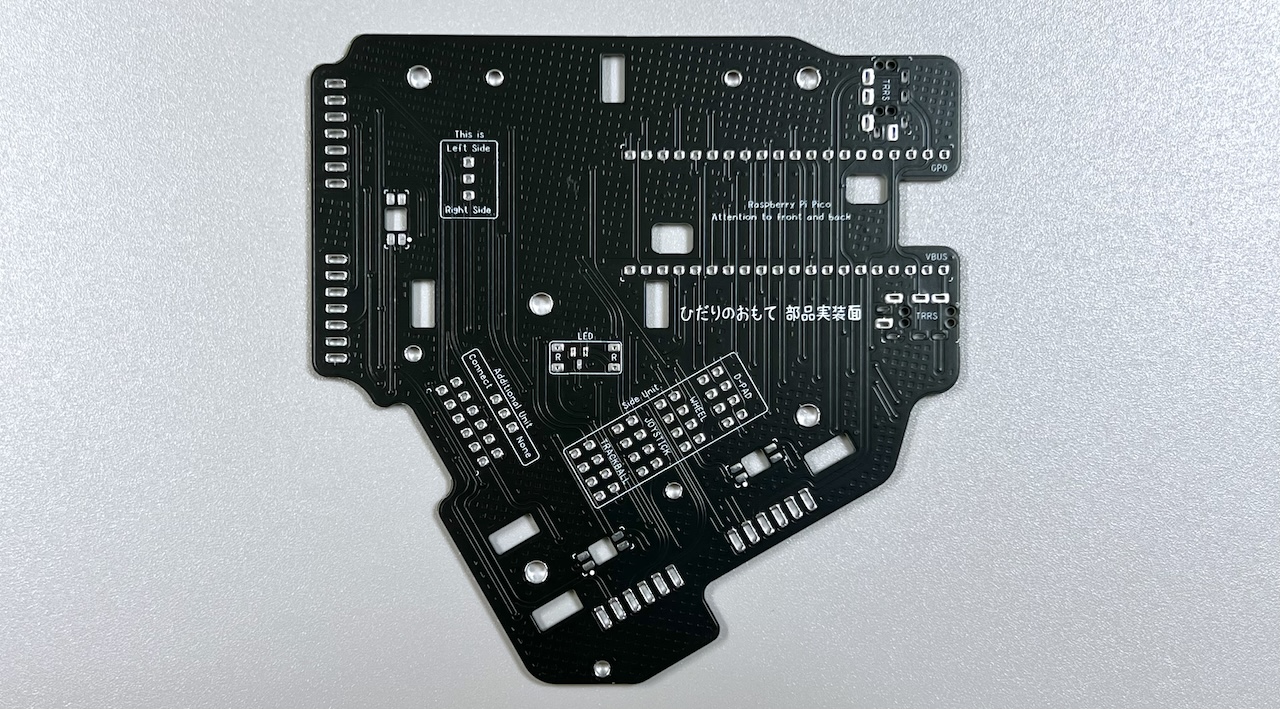 TRRS
This is
Left Side
Right Side
GP0
Raspberry Pi Pico
Attention to front and back
VBUS
ひだりのおもて 部品実装面
TRRS
LED
R
R
Connect
Additional Unit
None
Side Unit
TRACKBALL
JOYSTICK
WHEEL
D-PAD